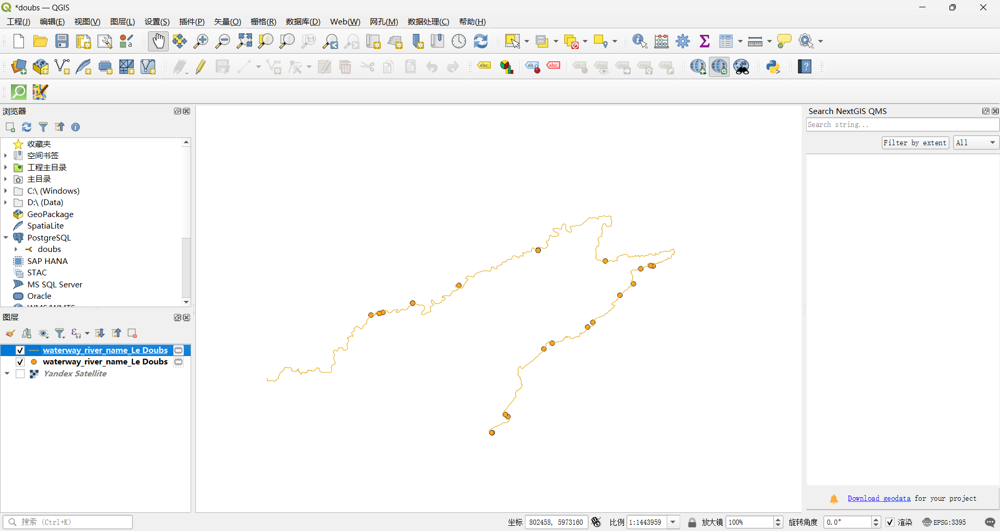 *doubs — QGIS
工程(J) 编辑(E) 视图(V) 图层(L) 设置(S) 插件(P) 矢量(O) 栅格(R) 数据库(D) Web(W) 网孔(M) 数据处理(C) 帮助(H)
浏览器
收藏夹
空间书签
工程主目录
主目录
C:\ (Windows)
D:\ (Data)
GeoPackage
SpatiaLite
PostgreSQL
doubs
SAP HANA
STAC
MS SQL Server
Oracle
WMS/WMTS
图层
waterway_river_name_Le Doubs
waterway_river_name_Le Doubs
Yandex Satellite
Search NextGIS QMS
Search string...
Filter by extent All
Download geodata for your project
搜索 (Ctrl+K) 坐标 802458, 5973160 比例 1:1443959 放大镜 100% 旋转角度 0.0° 渲染 EPSG:3395